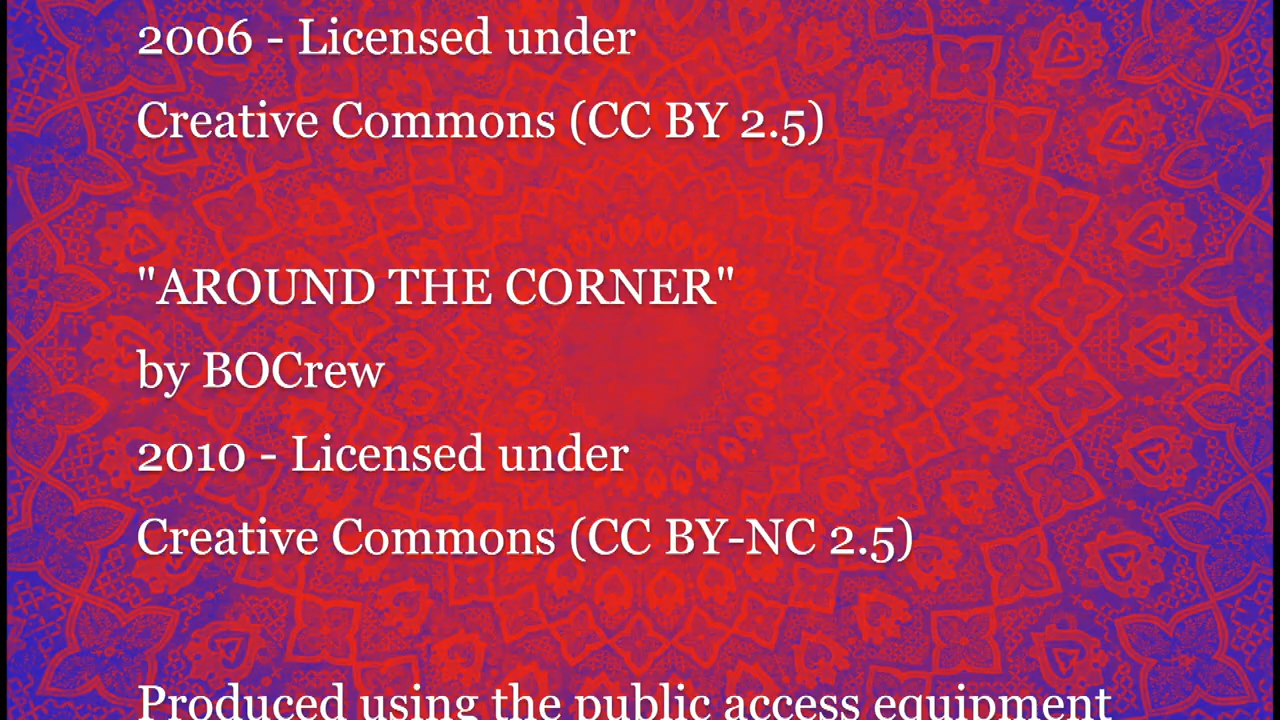 2006 - Licensed under
Creative Commons (CC BY 2.5)
"AROUND THE CORNER"
by BOCrew
2010 - Licensed under
Creative Commons (CC BY-NC 2.5)
Produced using the public access equipment